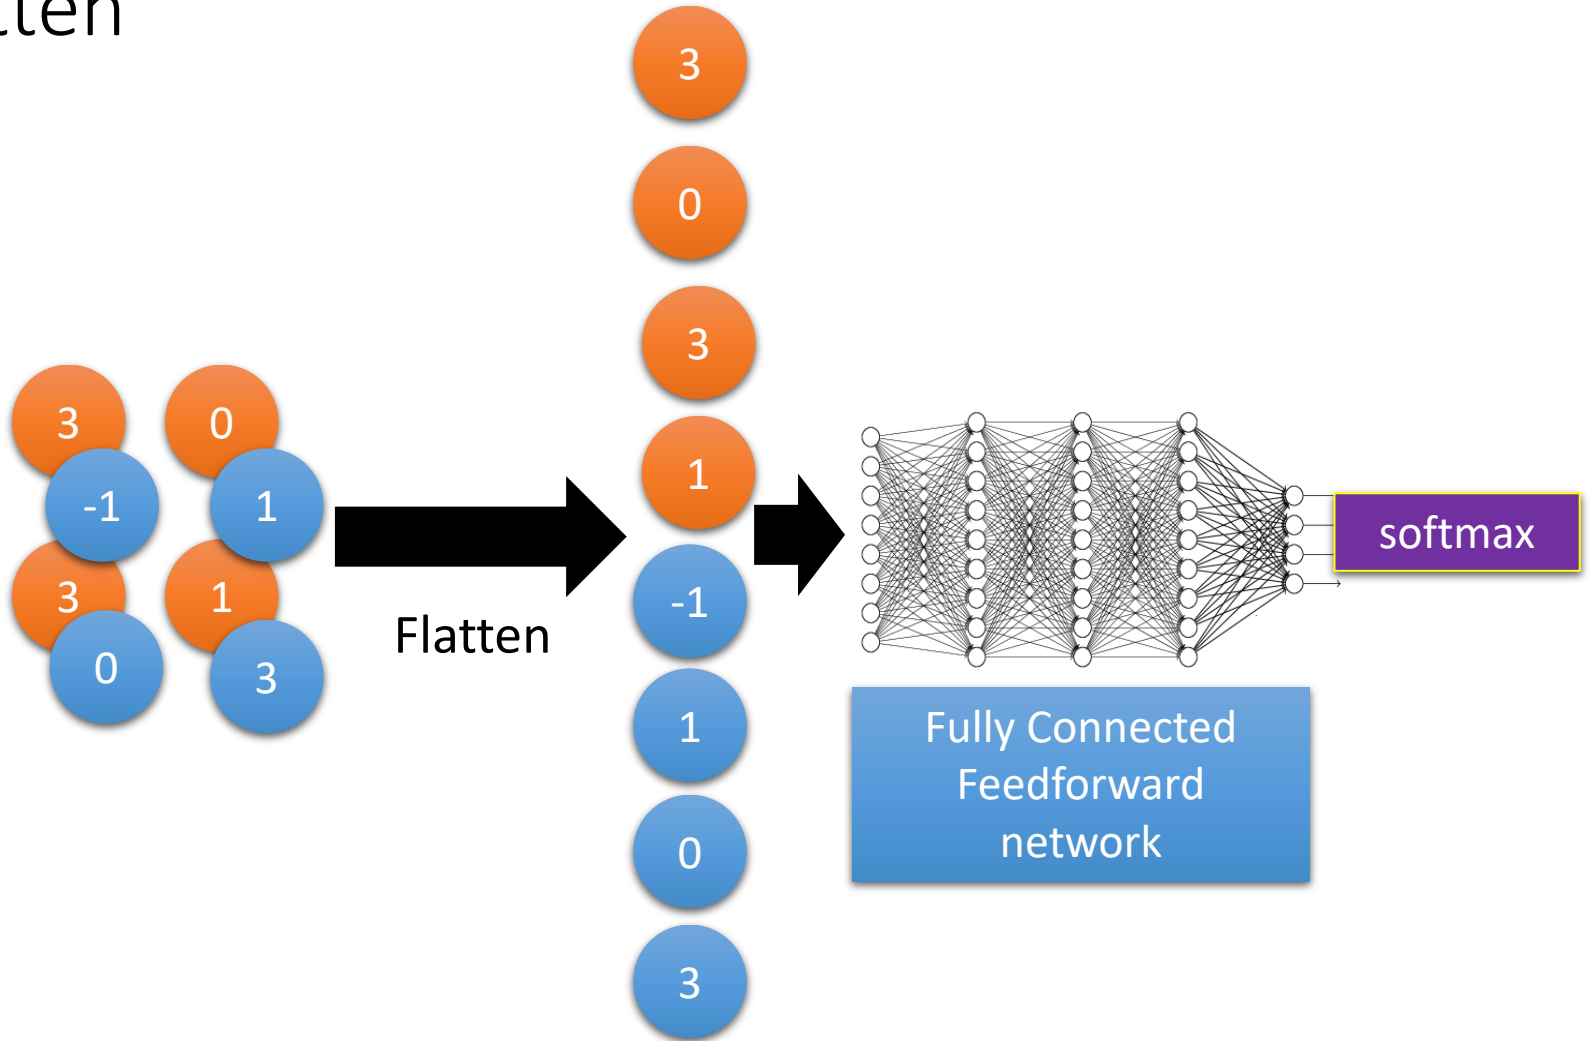 tten
3 0
-1 1
3 1
0 3
Flatten
3
0
3
1
-1
1
0
3
Fully Connected
Feedforward
network
softmax